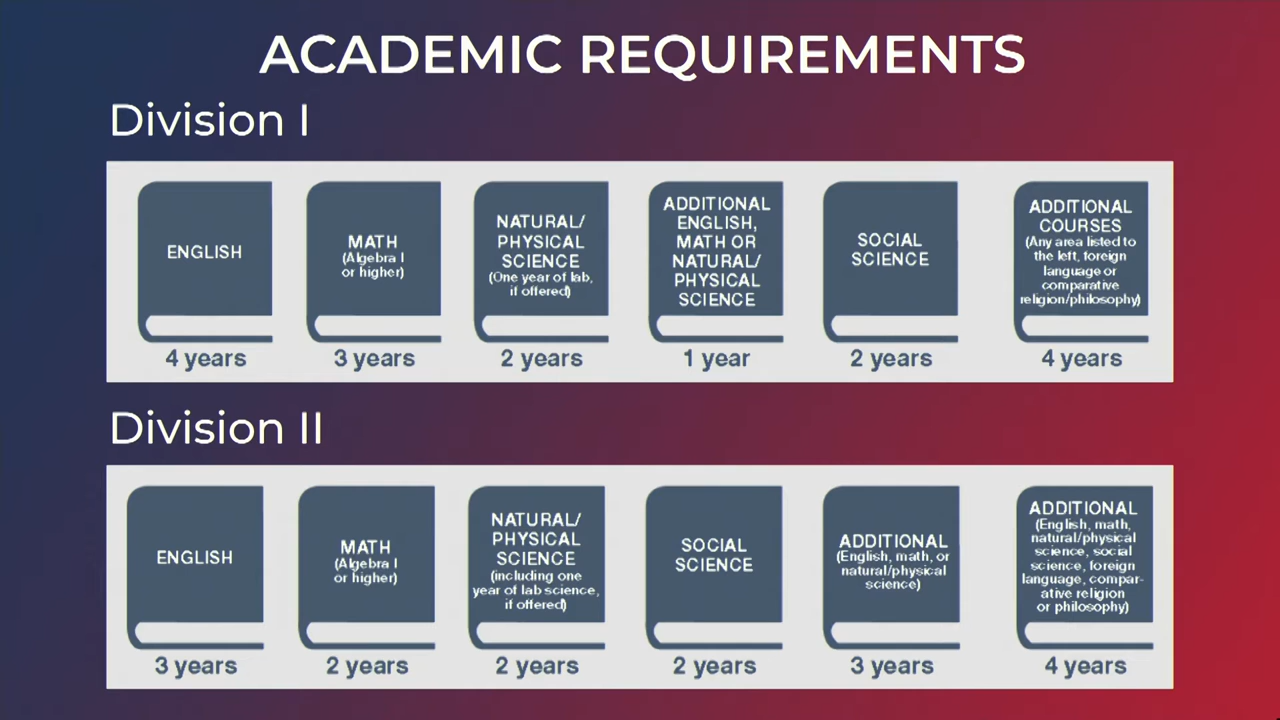 ACADEMIC REQUIREMENTS
Division I
ENGLISH
4 years
MATH
(Algebra I
or higher)
3 years
NATURAL/
PHYSICAL
SCIENCE
(One year of lab,
if offered)
2 years
ADDITIONAL
ENGLISH,
MATH OR
NATURAL/
PHYSICAL
SCIENCE
1 year
SOCIAL
SCIENCE
2 years
ADDITIONAL
COURSES
(Any area listed to
the left, foreign
language or
comparative
religion/philosophy)
4 years
Division II
ENGLISH
3 years
MATH
(Algebra I
or higher)
2 years
NATURAL/
PHYSICAL
SCIENCE
(including one
year of lab science,
if offered)
2 years
SOCIAL
SCIENCE
2 years
ADDITIONAL
(English, math, or
natural/physical
science)
3 years
ADDITIONAL
(English, math,
natural/physical
science, social
science, foreign
language, compar-
ative religion
or philosophy)
4 years